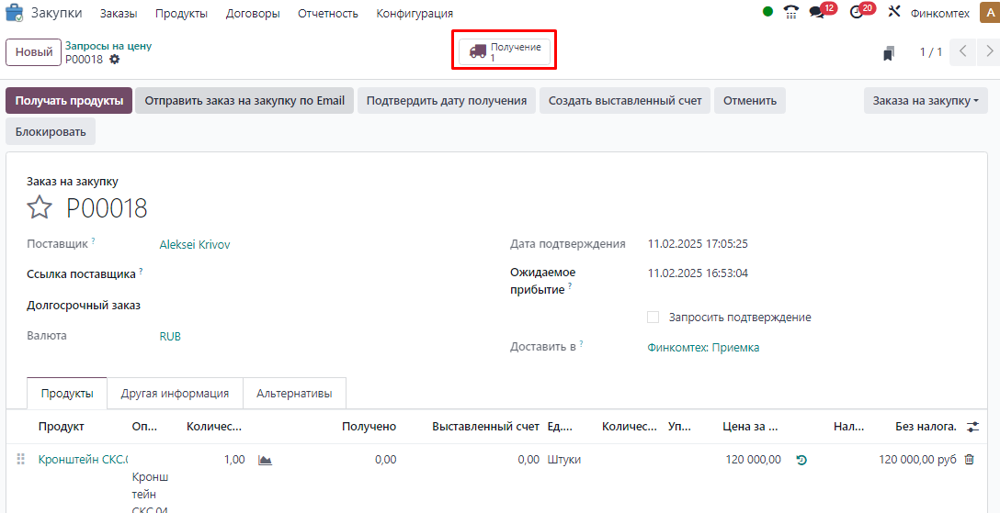 Закупки Заказы Продукты Договоры Отчетность Конфигурация 12 20 Финкомтех A
Новый Запросы на цену Получение
P00018 1 1 / 1
Получать продукты Отправить заказ на закупку по Email Подтвердить дату получения Создать выставленный счет Отменить Заказа на закупку
Блокировать
Заказ на закупку
P00018
Поставщик ? Aleksei Krivov Дата подтверждения 11.02.2025 17:05:25
Ссылка поставщика ? Ожидаемое 11.02.2025 16:53:04
прибытие ?
Долгосрочный заказ
Запросить подтверждение
Валюта RUB
Доставить в ? Финкомтех: Приемка
Продукты Другая информация Альтернативы
Продукт Оп... Количес... Получено Выставленный счет Ед.... Количес... Уп... Цена за ... Нал... Без налога.
Кронштейн СКС.0 1,00 0,00 0,00 Штуки 120 000,00 120 000,00 руб
Кронш
тейн
СКС.04